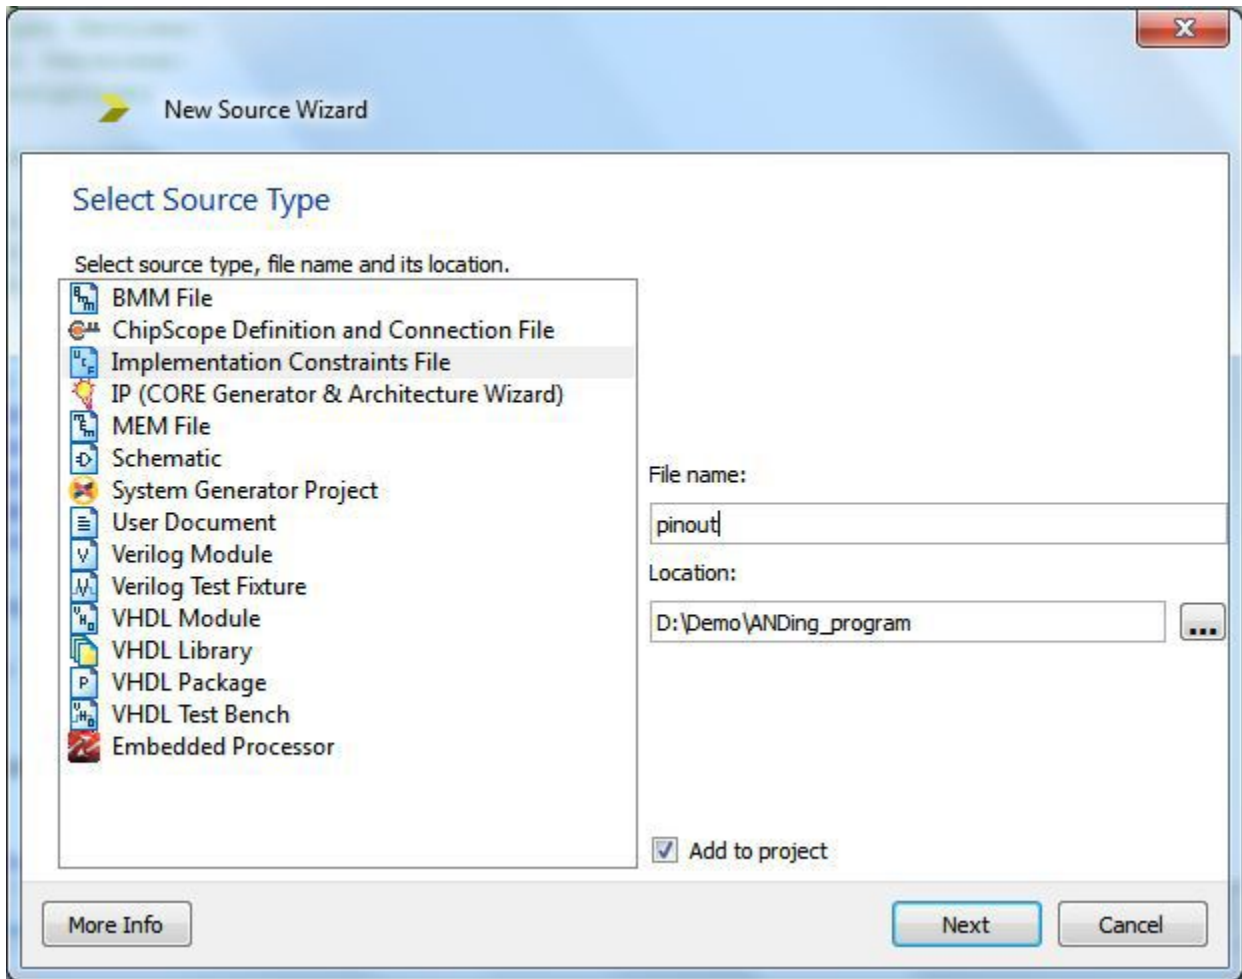 New Source Wizard
Select Source Type
Select source type, file name and its location.
BMM File
ChipScope Definition and Connection File
Implementation Constraints File
IP (CORE Generator & Architecture Wizard)
MEM File
Schematic
System Generator Project
User Document
Verilog Module
Verilog Test Fixture
VHDL Module
VHDL Library
VHDL Package
VHDL Test Bench
Embedded Processor
File name:
pinout
Location:
D:\Demo\ANDing_program
...
Add to project
More Info
Next
Cancel